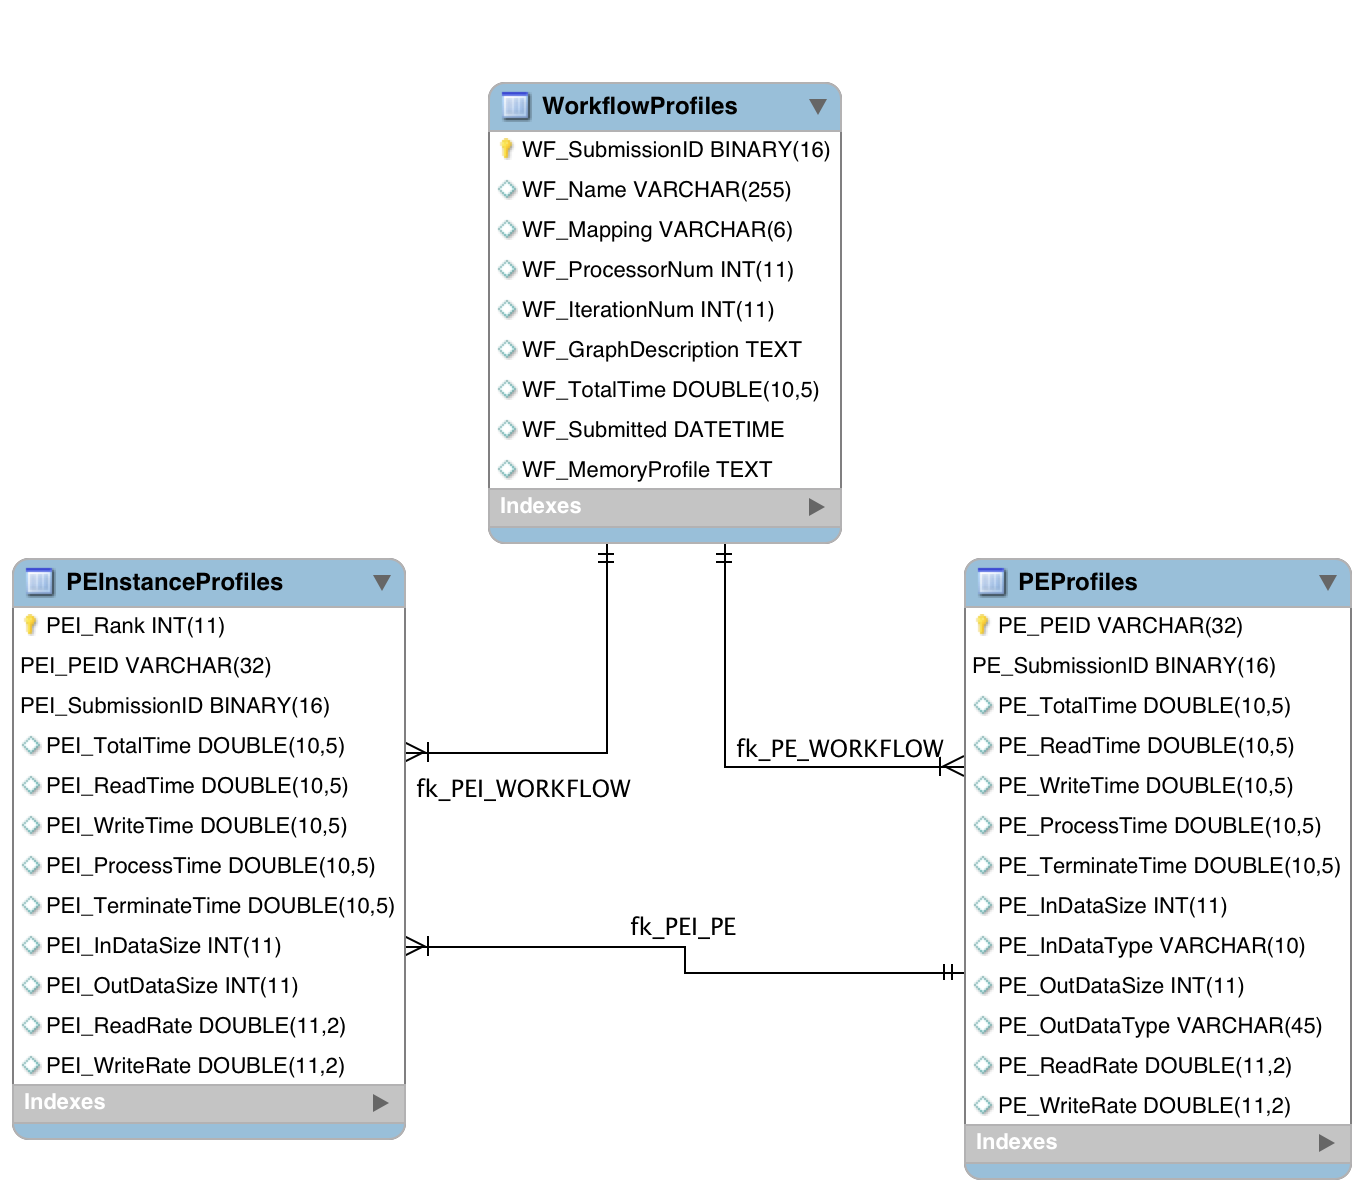 WorkflowProfiles
WF_SubmissionID BINARY(16)
WF_Name VARCHAR(255)
WF_Mapping VARCHAR(6)
WF_ProcessorNum INT(11)
WF_IterationNum INT(11)
WF_GraphDescription TEXT
WF_TotalTime DOUBLE(10,5)
WF_Submitted DATETIME
WF_MemoryProfile TEXT
Indexes
PEInstanceProfiles
PEI_Rank INT(11)
PEI_PEID VARCHAR(32)
PEI_SubmissionID BINARY(16)
PEI_TotalTime DOUBLE(10,5)
PEI_ReadTime DOUBLE(10,5)
PEI_WriteTime DOUBLE(10,5)
PEI_ProcessTime DOUBLE(10,5)
PEI_TerminateTime DOUBLE(10,5)
PEI_InDataSize INT(11)
PEI_OutDataSize INT(11)
PEI_ReadRate DOUBLE(11,2)
PEI_WriteRate DOUBLE(11,2)
Indexes
fk_PEI_WORKFLOW
fk_PE_WORKFLOW
fk_PEI_PE
PEProfiles
PE_PEID VARCHAR(32)
PE_SubmissionID BINARY(16)
PE_TotalTime DOUBLE(10,5)
PE_ReadTime DOUBLE(10,5)
PE_WriteTime DOUBLE(10,5)
PE_ProcessTime DOUBLE(10,5)
PE_TerminateTime DOUBLE(10,5)
PE_InDataSize INT(11)
PE_InDataType VARCHAR(10)
PE_OutDataSize INT(11)
PE_OutDataType VARCHAR(45)
PE_ReadRate DOUBLE(11,2)
PE_WriteRate DOUBLE(11,2)
Indexes